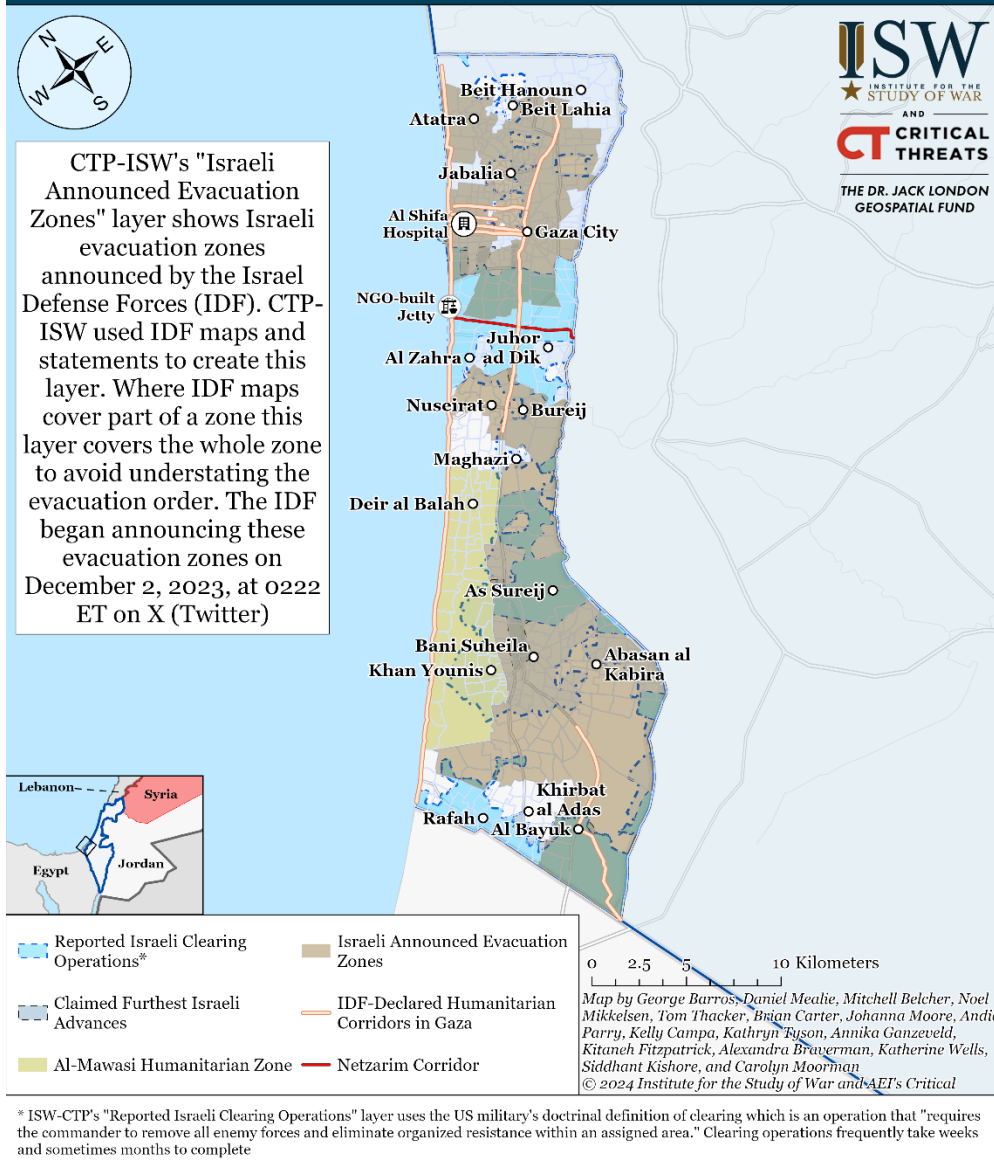 N
E
W
S
ISW
INSTITUTE FOR THE
STUDY OF WAR
AND
CT CRITICAL
THREATS
THE DR. JACK LONDON
GEOSPATIAL FUND
CTP-ISW's "Israeli
Announced Evacuation
Zones" layer shows Israeli
evacuation zones
announced by the Israel
Defense Forces (IDF). CTP-
ISW used IDF maps and
statements to create this
layer. Where IDF maps
cover part of a zone this
layer covers the whole
zone to avoid understating the
evacuation order. The IDF
began announcing these
evacuation zones on
December 2, 2023, at 0222
ET on X (Twitter)
Beit Hanoun
Beit Lahia
Atatra
Jabalia
Al Shifa
Hospital
Gaza City
NGO-built
Jetty
Juhor
ad Dik
Al Zahra
Nuseirat
Bureij
Maghazi
Deir al Balah
As Sureij
Bani Suheila
Abasan al
Kabira
Khan Younis
Khirbat
al Adas
Rafah
Al Bayuk
Lebanon
Syria
Jordan
Egypt
Reported Israeli Clearing
Operations*
Claimed Furthest Israeli
Advances
Al-Mawasi Humanitarian Zone
Israeli Announced Evacuation
Zones
IDF-Declared Humanitarian
Corridors in Gaza
Netzarim Corridor
0 2.5 5 10 Kilometers
Map by George Barros, Daniel Mealie, Mitchell Belcher, Noel
Mikkelsen, Tom Thacker, Brian Carter, Johanna Moore, Andie
Parry, Kelly Campa, Kathryn Tyson, Annika Ganzeveld,
Kitaneh Fitzpatrick, Alexandra Braverman, Katherine Wells,
Siddhant Kishore, and Carolyn Moorman
© 2024 Institute for the Study of War and AEI's Critical
* ISW-CTP's "Reported Israeli Clearing Operations" layer uses the US military's doctrinal definition of clearing which is an operation that "requires
the commander to remove all enemy forces and eliminate organized resistance within an assigned area." Clearing operations frequently take weeks
and sometimes months to complete